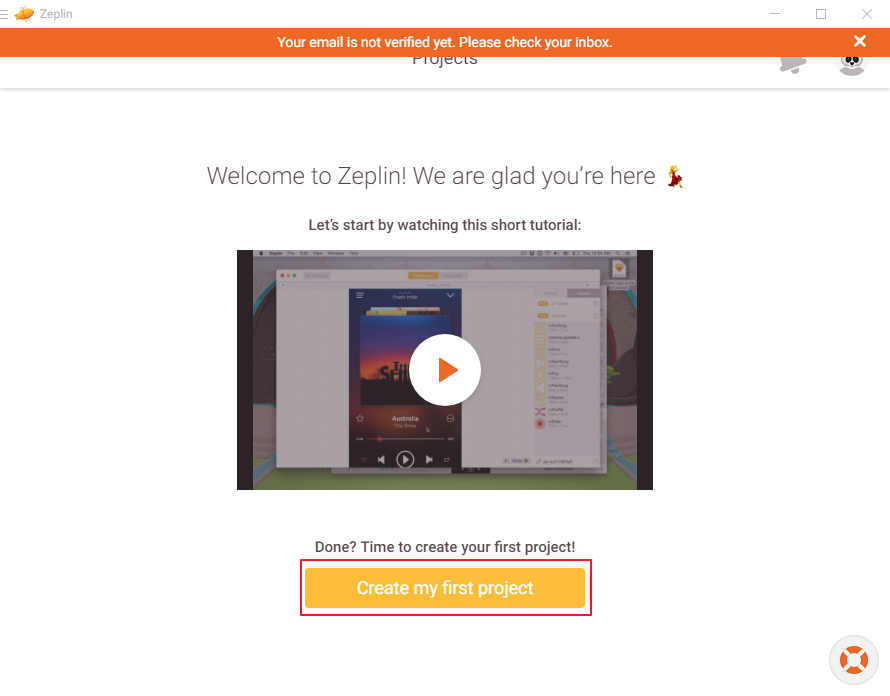 Zeplin
Your email is not verified yet. Please check your inbox.
Projects
Welcome to Zeplin! We are glad you’re here
Let’s start by watching this short tutorial:
Fresh Indie
Australia
The Shins
Done? Time to create your first project!
Create my first project